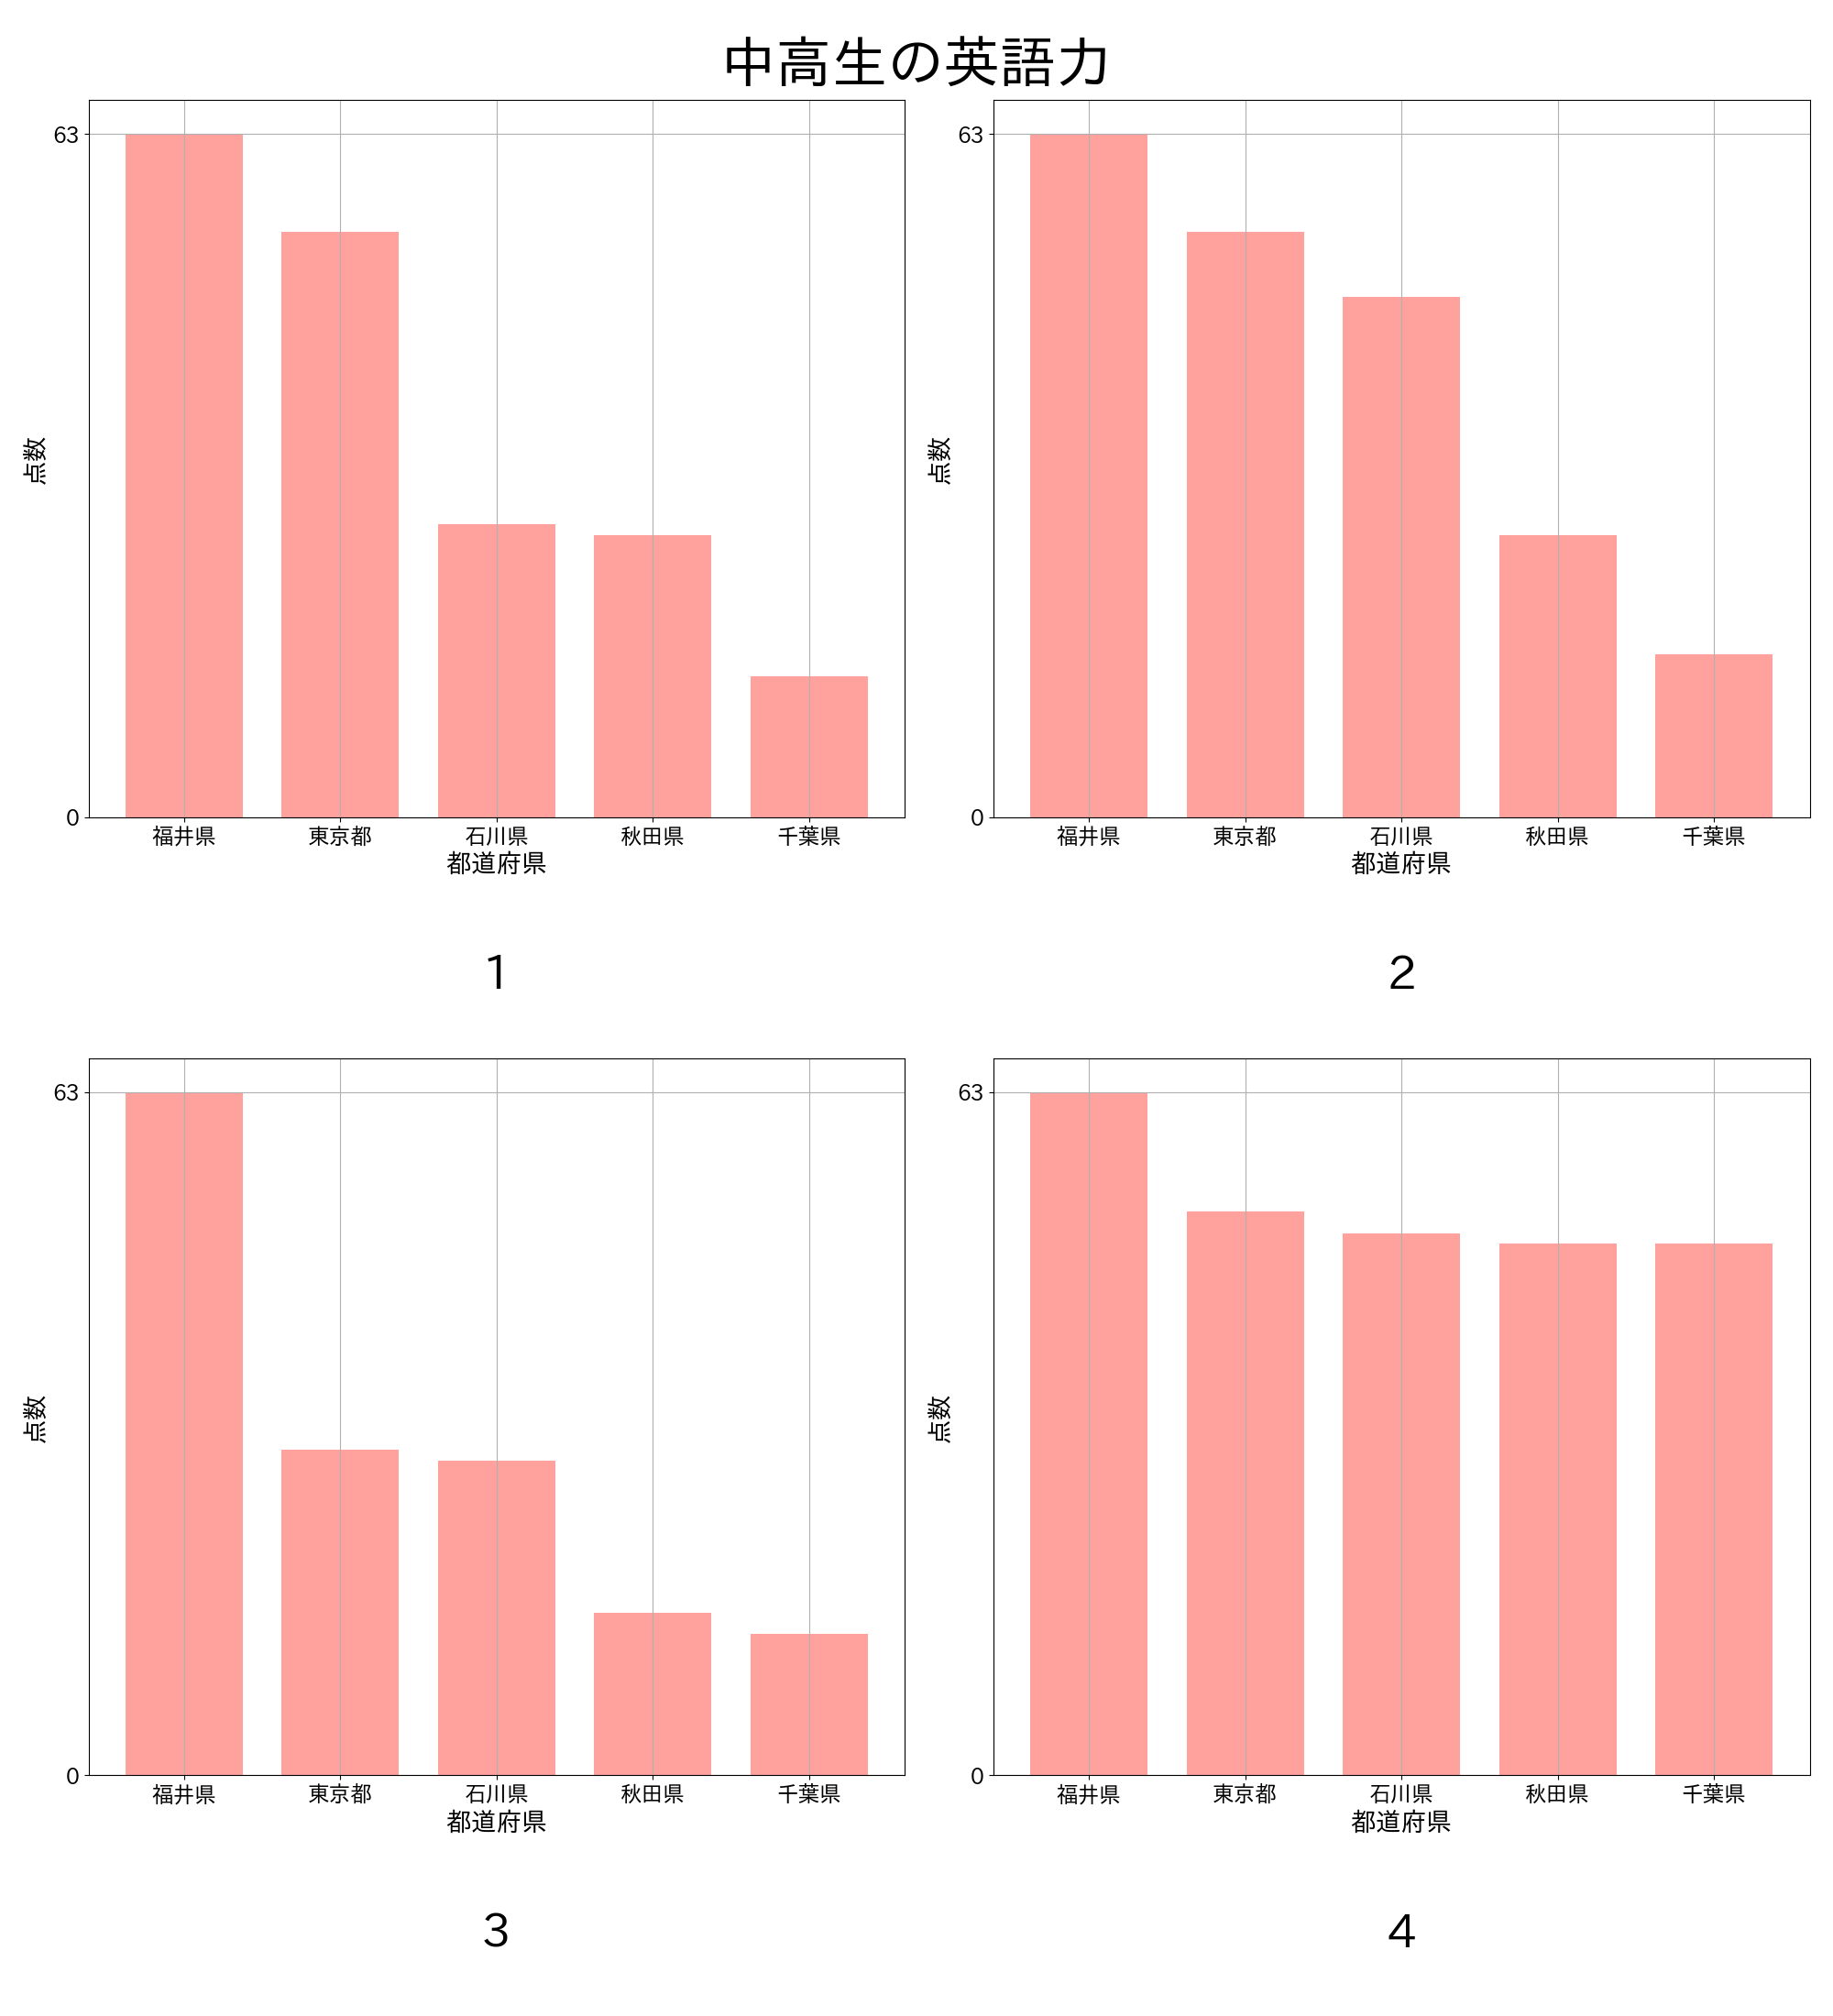 中高生の英語力
63
0
点数
福井県 東京都 石川県 秋田県 千葉県
都道府県
1
63
0
点数
福井県 東京都 石川県 秋田県 千葉県
都道府県
2
63
0
点数
福井県 東京都 石川県 秋田県 千葉県
都道府県
3
63
0
点数
福井県 東京都 石川県 秋田県 千葉県
都道府県
4